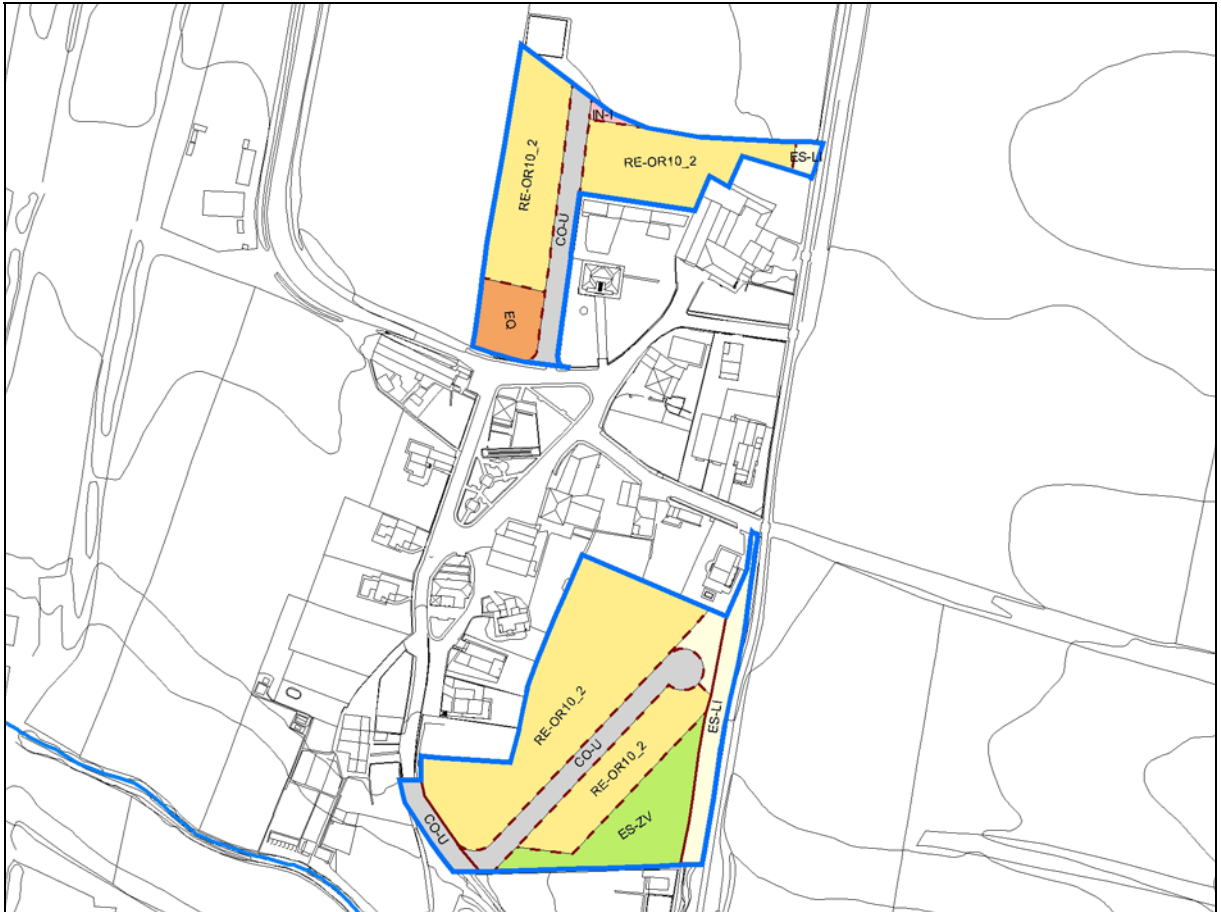 IN-1
RE-OR10_2
ES-LI
RE-OR10_2
CO-U
EQ
RE-OR10_2
ES-LI
CO-U
RE-OR10_2
CO-U
ES-ZV